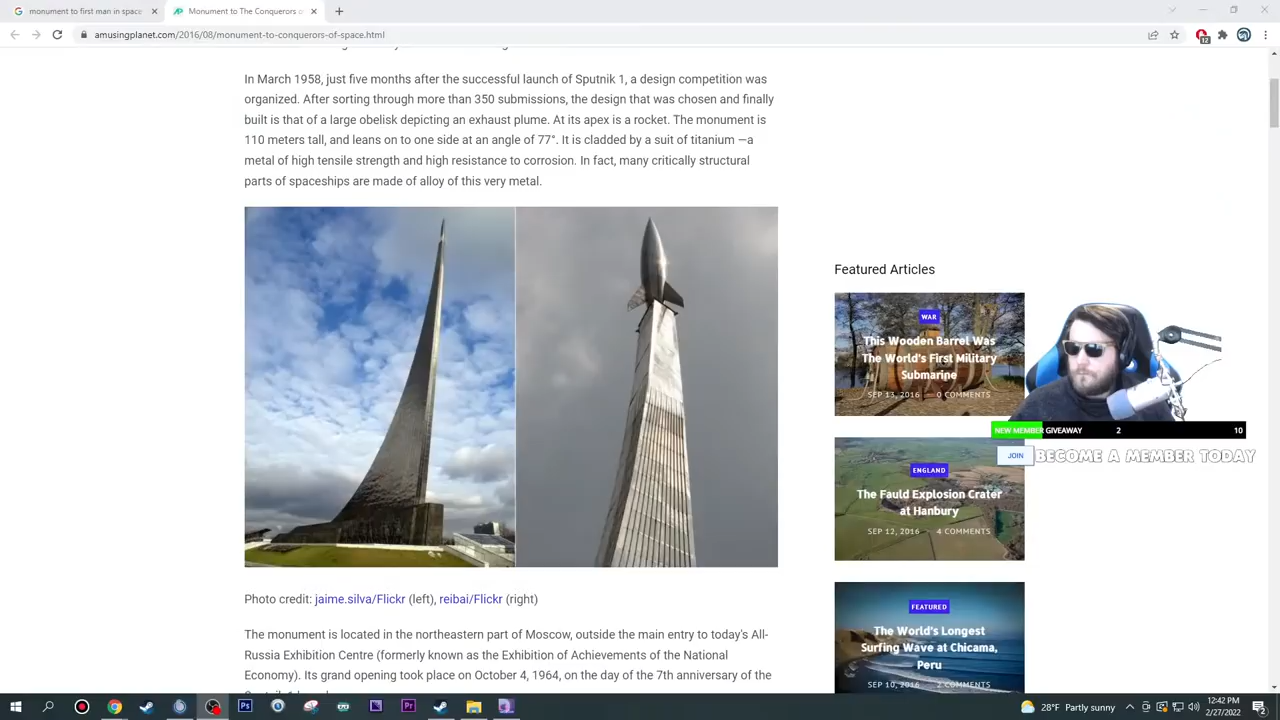 monument to first man in spac
Monument to The Conquerors o
amusingplanet.com/2016/08/monument-to-conquerors-of-space.html
12
In March 1958, just five months after the successful launch of Sputnik 1, a design competition was
organized. After sorting through more than 350 submissions, the design that was chosen and finally
built is that of a large obelisk depicting an exhaust plume. At its apex is a rocket. The monument is
110 meters tall, and leans on to one side at an angle of 77°. It is cladded by a suit of titanium —a
metal of high tensile strength and high resistance to corrosion. In fact, many critically structural
parts of spaceships are made of alloy of this very metal.
Photo credit: jaime.silva/Flickr (left), reibai/Flickr (right)
The monument is located in the northeastern part of Moscow, outside the main entry to today's All-
Russia Exhibition Centre (formerly known as the Exhibition of Achievements of the National
Economy). Its grand opening took place on October 4, 1964, on the day of the 7th anniversary of the
Featured Articles
WAR
This Wooden Barrel Was
The World's First Military
Submarine
SEP 13, 2016 0 COMMENTS
NEW MEMBER GIVEAWAY 2 10
JOIN BECOME A MEMBER TODAY
ENGLAND
The Fauld Explosion Crater
at Hanbury
SEP 12, 2016 4 COMMENTS
FEATURED
The World's Longest
Surfing Wave at Chicama,
Peru
SEP 10, 2016 2 COMMENTS
28°F Partly sunny
12:42 PM
2/27/2022
2